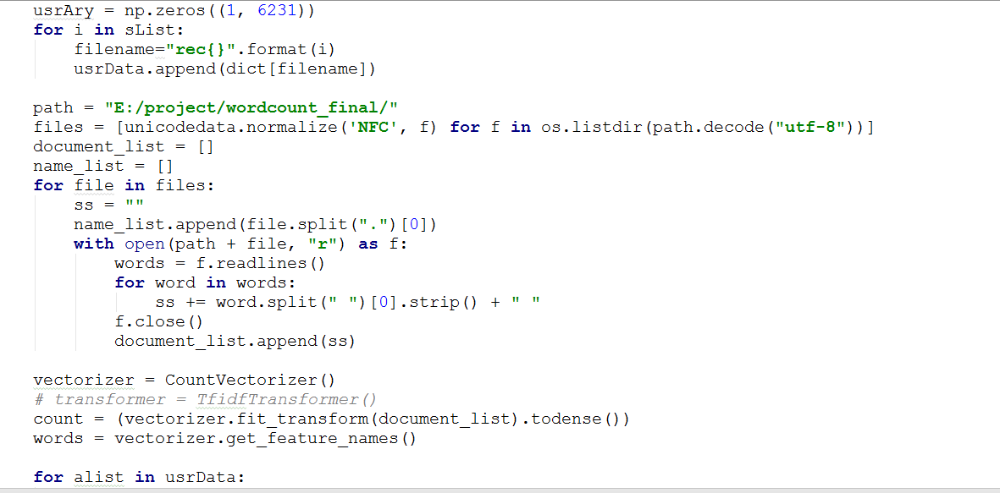 usrAry = np.zeros((1, 6231))
for i in sList:
    filename="rec{}".format(i)
    usrData.append(dict[filename])

path = "E:/project/wordcount_final/"
files = [unicodedata.normalize('NFC', f) for f in os.listdir(path.decode("utf-8"))]
document_list = []
name_list = []
for file in files:
    ss = ""
    name_list.append(file.split(".")[0])
    with open(path + file, "r") as f:
        words = f.readlines()
        for word in words:
            ss += word.split(" ")[0].strip() + " "
        f.close()
        document_list.append(ss)

vectorizer = CountVectorizer()
# transformer = TfidfTransformer()
count = (vectorizer.fit_transform(document_list).todense())
words = vectorizer.get_feature_names()

for alist in usrData: